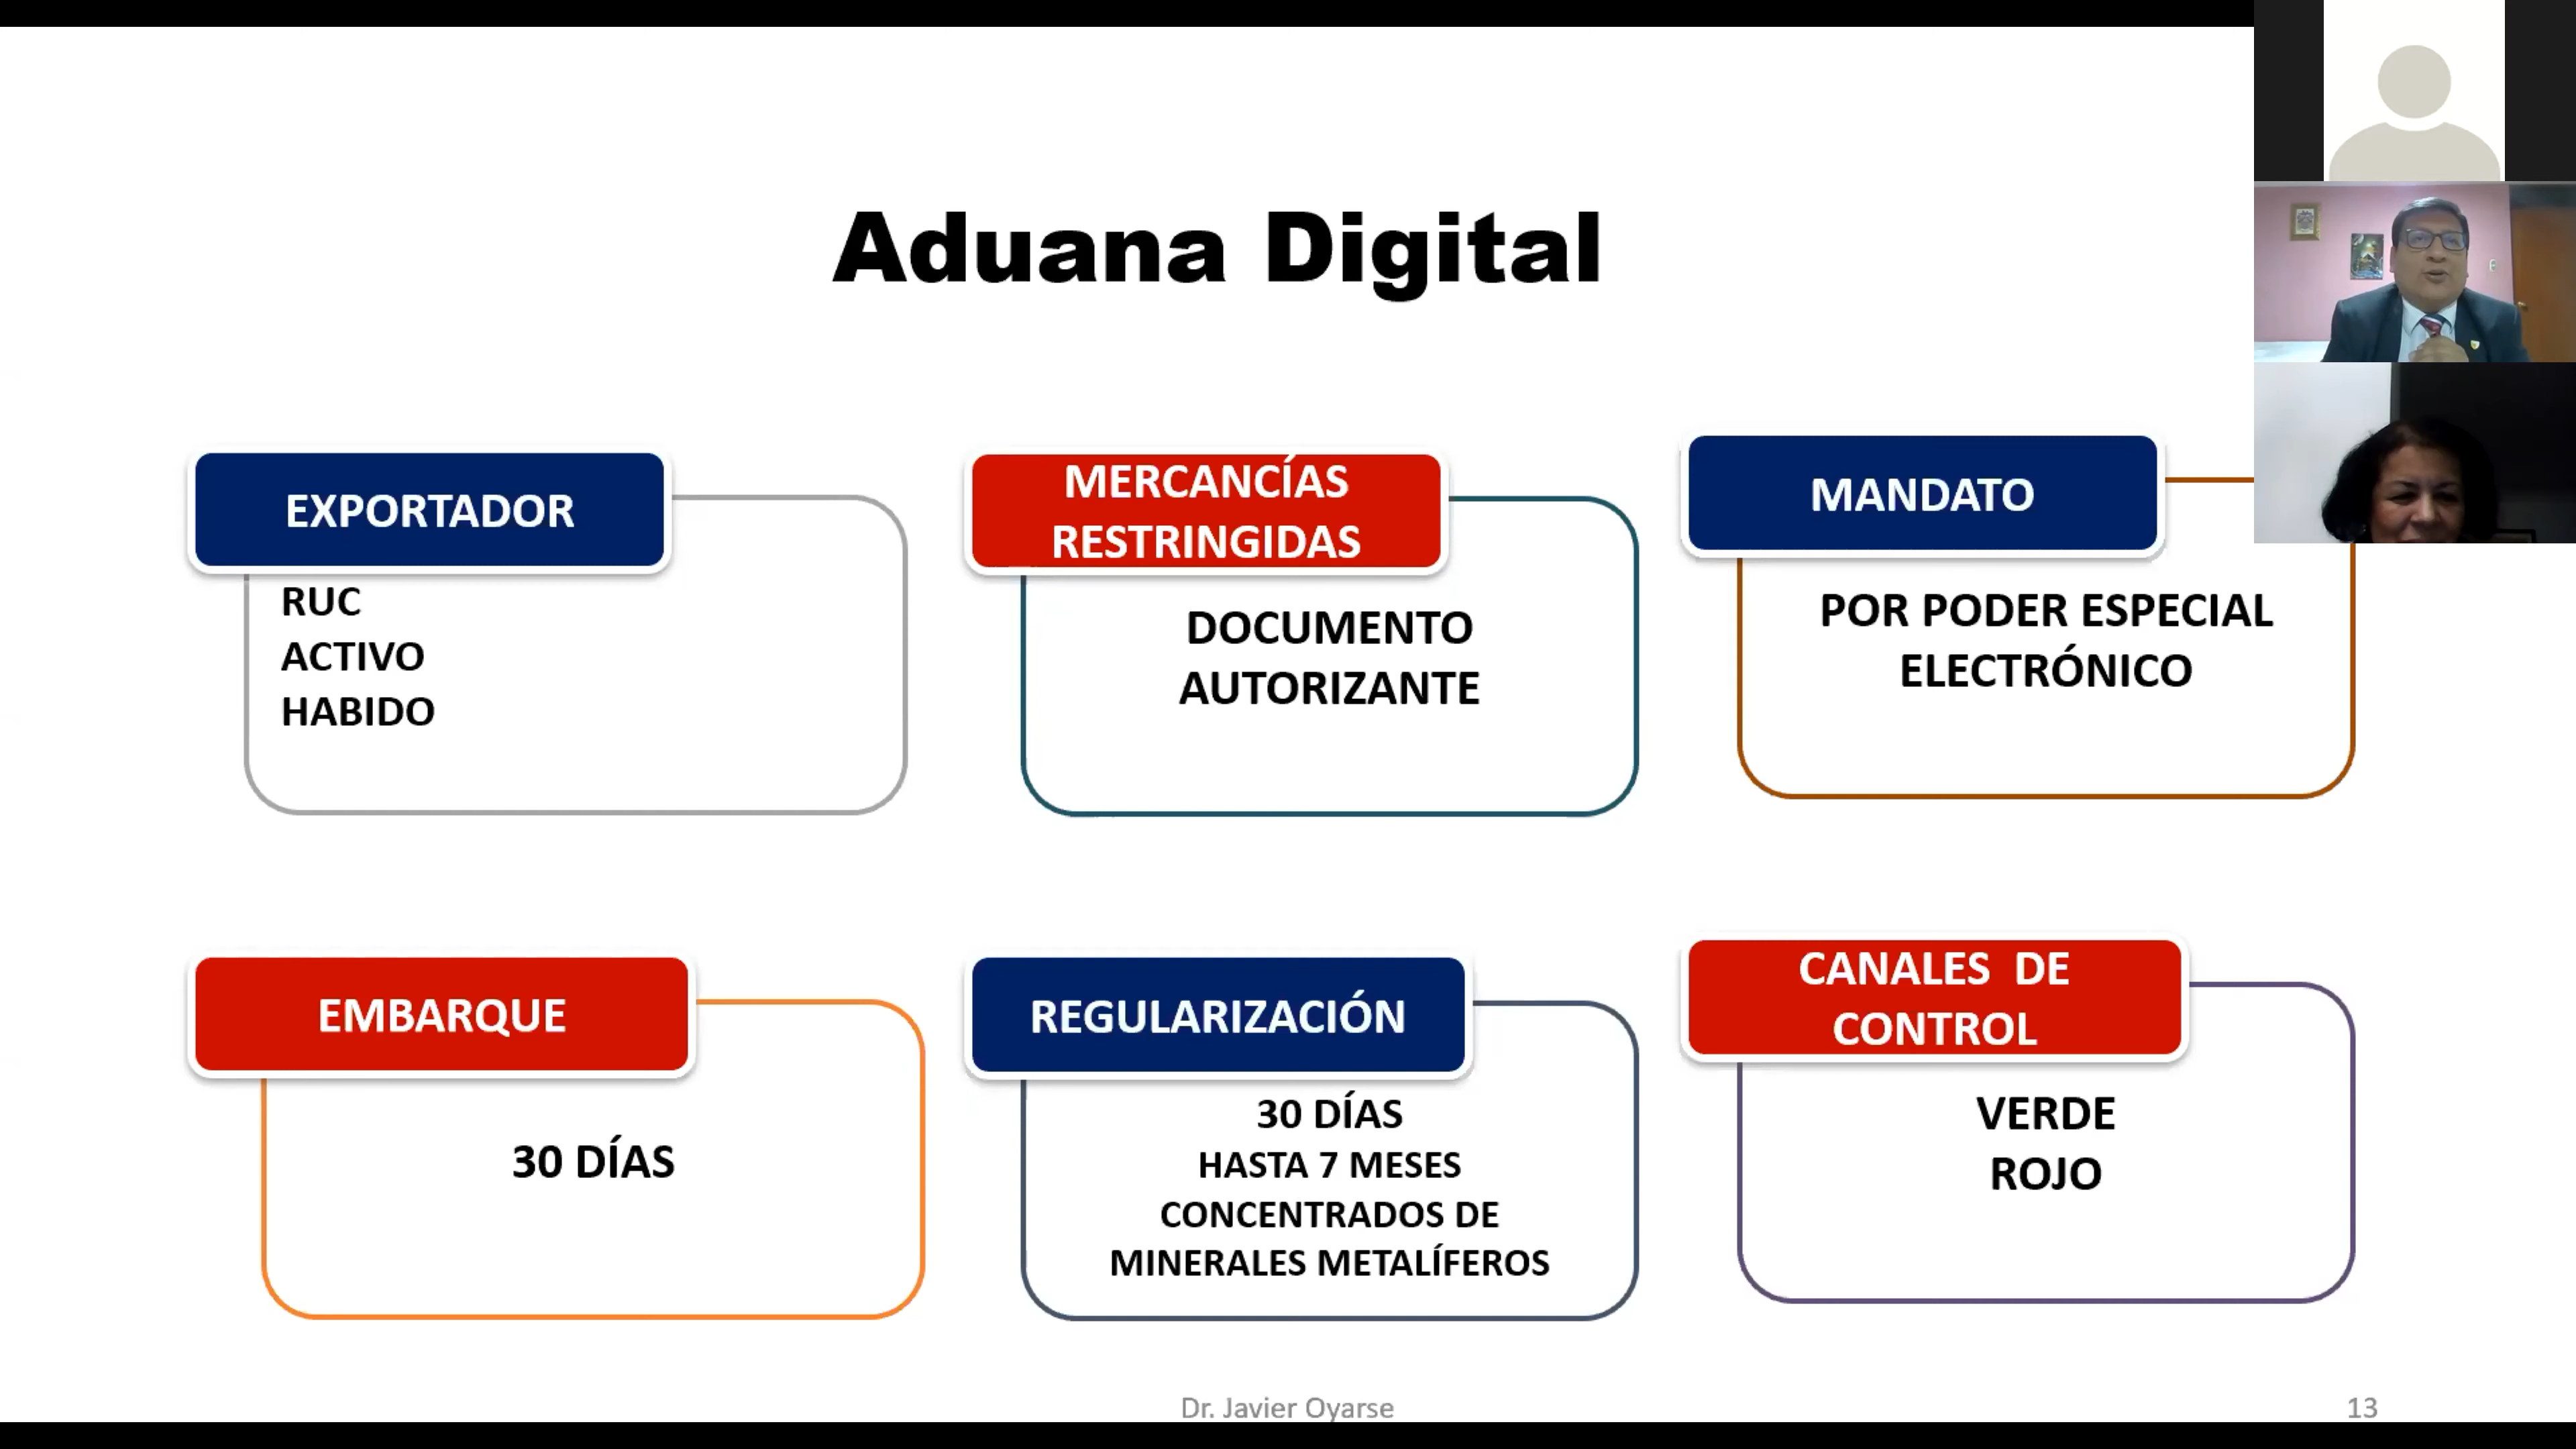 Aduana Digital
EXPORTADOR
RUC
ACTIVO
HABIDO
MERCANCÍAS
RESTRINGIDAS
DOCUMENTO
AUTORIZANTE
MANDATO
POR PODER ESPECIAL
ELECTRÓNICO
EMBARQUE
30 DÍAS
REGULARIZACIÓN
30 DÍAS
HASTA 7 MESES
CONCENTRADOS DE
MINERALES METALÍFEROS
CANALES DE
CONTROL
VERDE
ROJO
Dr. Javier Oyarse
13